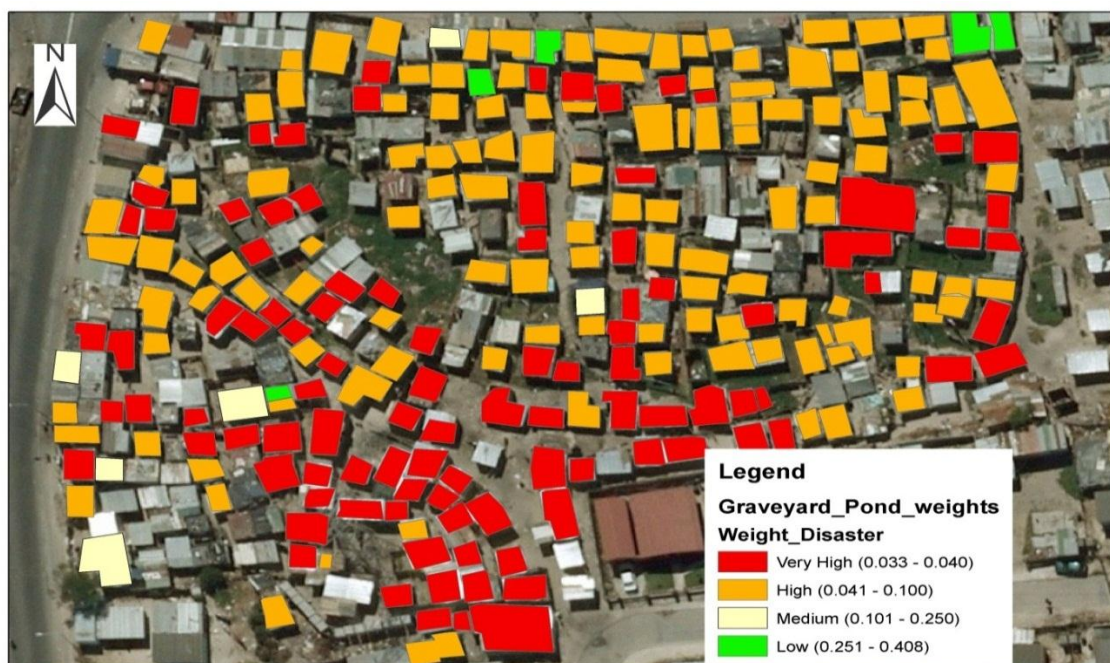 N
Legend
Graveyard_Pond_weights
Weight_Disaster
Very High (0.033 - 0.040)
High (0.041 - 0.100)
Medium (0.101 - 0.250)
Low (0.251 - 0.408)